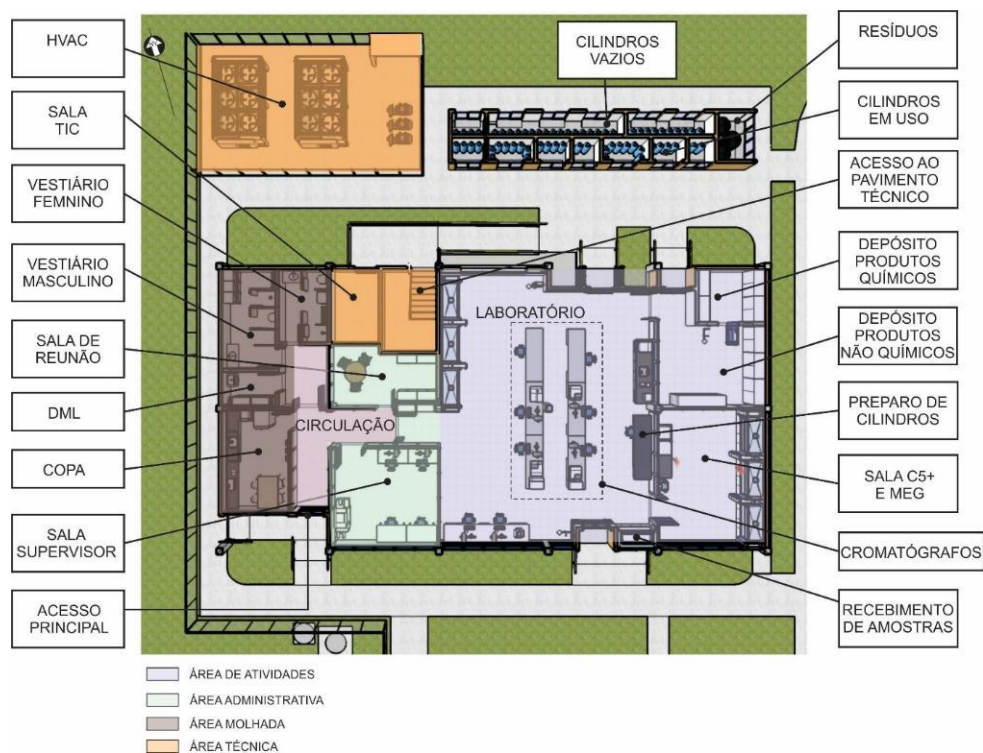 HVAC
SALA
TIC
VESTIÁRIO
FEMNINO
VESTIÁRIO
MASCULINO
SALA DE
REUNÃO
DML
COPA
SALA
SUPERVISOR
ACESSO
PRINCIPAL
CILINDROS
VAZIOS
LABORATÓRIO
CIRCULAÇÃO
RESÍDUOS
CILINDROS
EM USO
ACESSO AO
PAVIMENTO
TÉCNICO
DEPÓSITO
PRODUTOS
QUÍMICOS
DEPÓSITO
PRODUTOS
NÃO QUÍMICOS
PREPARO DE
CILINDROS
SALA C5+
E MEG
CROMATÓGRAFOS
RECEBIMENTO
DE AMOSTRAS
ÁREA DE ATIVIDADES
ÁREA ADMINISTRATIVA
ÁREA MOLHADA
ÁREA TÉCNICA